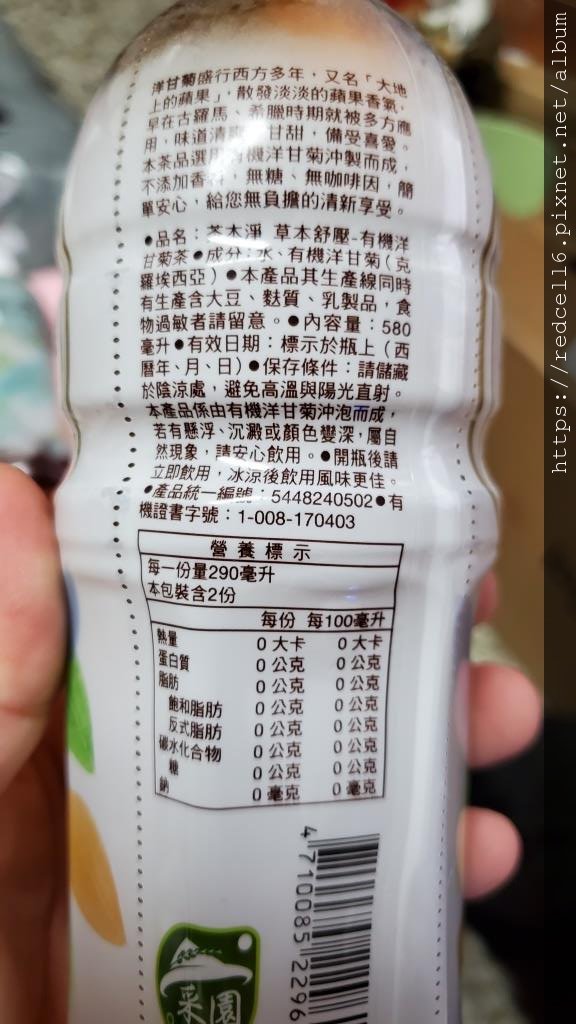 洋甘菊盛行西方多年，又名「大地
上的蘋果」，散發淡淡的蘋果香氣，
早在古羅馬、希臘時期就被多方應
用，味道清 甘甜，備受喜愛。
本茶品選 有機洋甘菊沖製而成，
不添加香料，無糖、無咖啡因，簡
單安心，給您無負擔的清新享受。
●品名：茶木淨 草本舒壓-有機洋
甘菊茶●成分：水、有機洋甘菊(克
羅埃西亞)●本產品其生產線同時
有生產含大豆、麩質、乳製品，食
物過敏者請留意。●內容量：580
毫升●有效日期：標示於瓶上(西
曆年、月、日)●保存條件：請儲藏
於陰涼處，避免高溫與陽光直射。
本產品係由有機洋甘菊沖泡而成，
若有懸浮、沉澱或顏色變深，屬自
然現象，請安心飲用。●開瓶後請
立即飲用，冰涼後飲用風味更佳。
●產品統一編號：5448240502●有
機證書字號：1-008-170403
營養標示
每一份量290毫升
本包裝含2份
每份 每100毫升
熱量 0 大卡 0 大卡
蛋白質 0 公克 0 公克
脂肪 0 公克 0 公克
飽和脂肪 0 公克 0 公克
反式脂肪 0 公克 0 公克
碳水化合物 0 公克 0 公克
糖 0 公克 0 公克
鈉 0 毫克 0 毫克
4 710085 2296
菜園
https://redcell6.pixnet.net/album